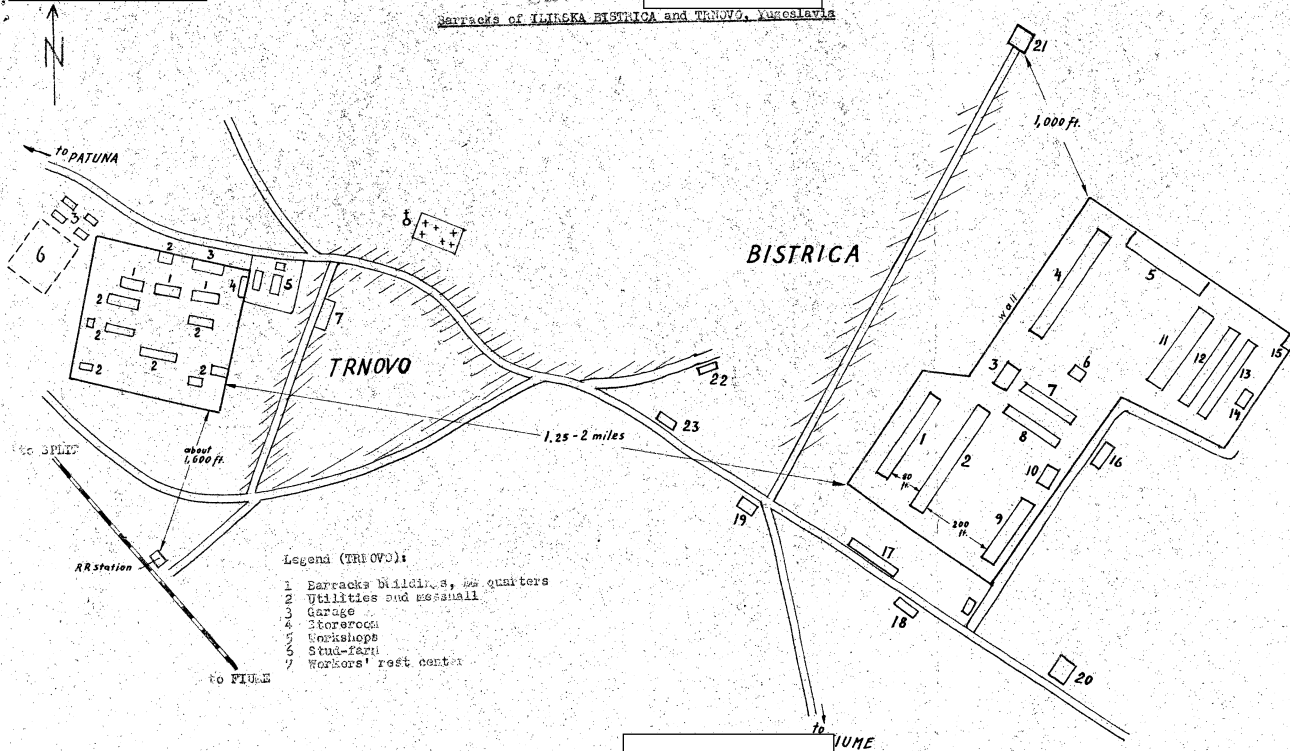 Barracks of ILIRSKA BISTRICA and TRNOVO, Yugoslavia
N
21
1,000 ft.
to PATUNA
3
6
2
3
1
1
1
4
5
2
2
2
2
2
2
2
7
TRNOVO
BISTRICA
4
5
wall
11
12
13
15
14
3
6
7
8
1
2
10
9
16
80 ft.
200 ft.
22
23
1.25-2 miles
19
17
18
20
about 1,600 ft.
to SPLIT
RR station
to FIUME
Legend (TRNOVO):
1 Barracks buildings, quarters
2 Utilities and messhall
3 Garage
4 Storeroom
5 Workshops
6 Stud-farm
7 Workers' rest center
to IUME